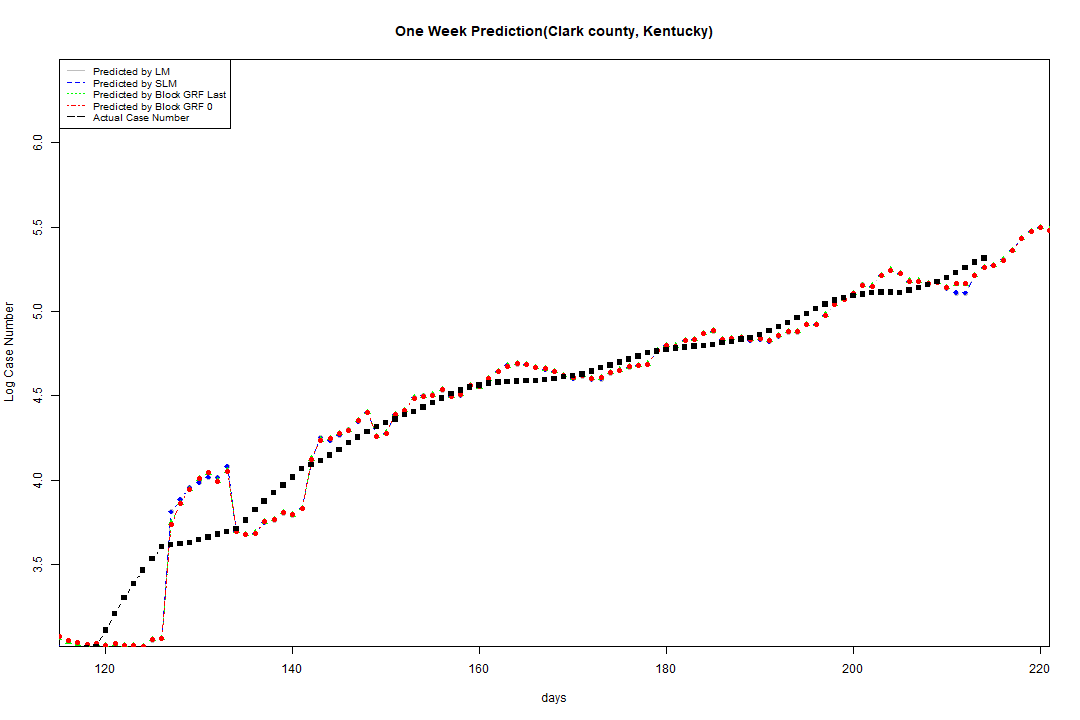 One Week Prediction(Clark county, Kentucky)
Predicted by LM
Predicted by SLM
Predicted by Block GRF Last
Predicted by Block GRF 0
Actual Case Number
6.0
5.5
5.0
4.5
4.0
3.5
Log Case Number
120 140 160 180 200 220
days